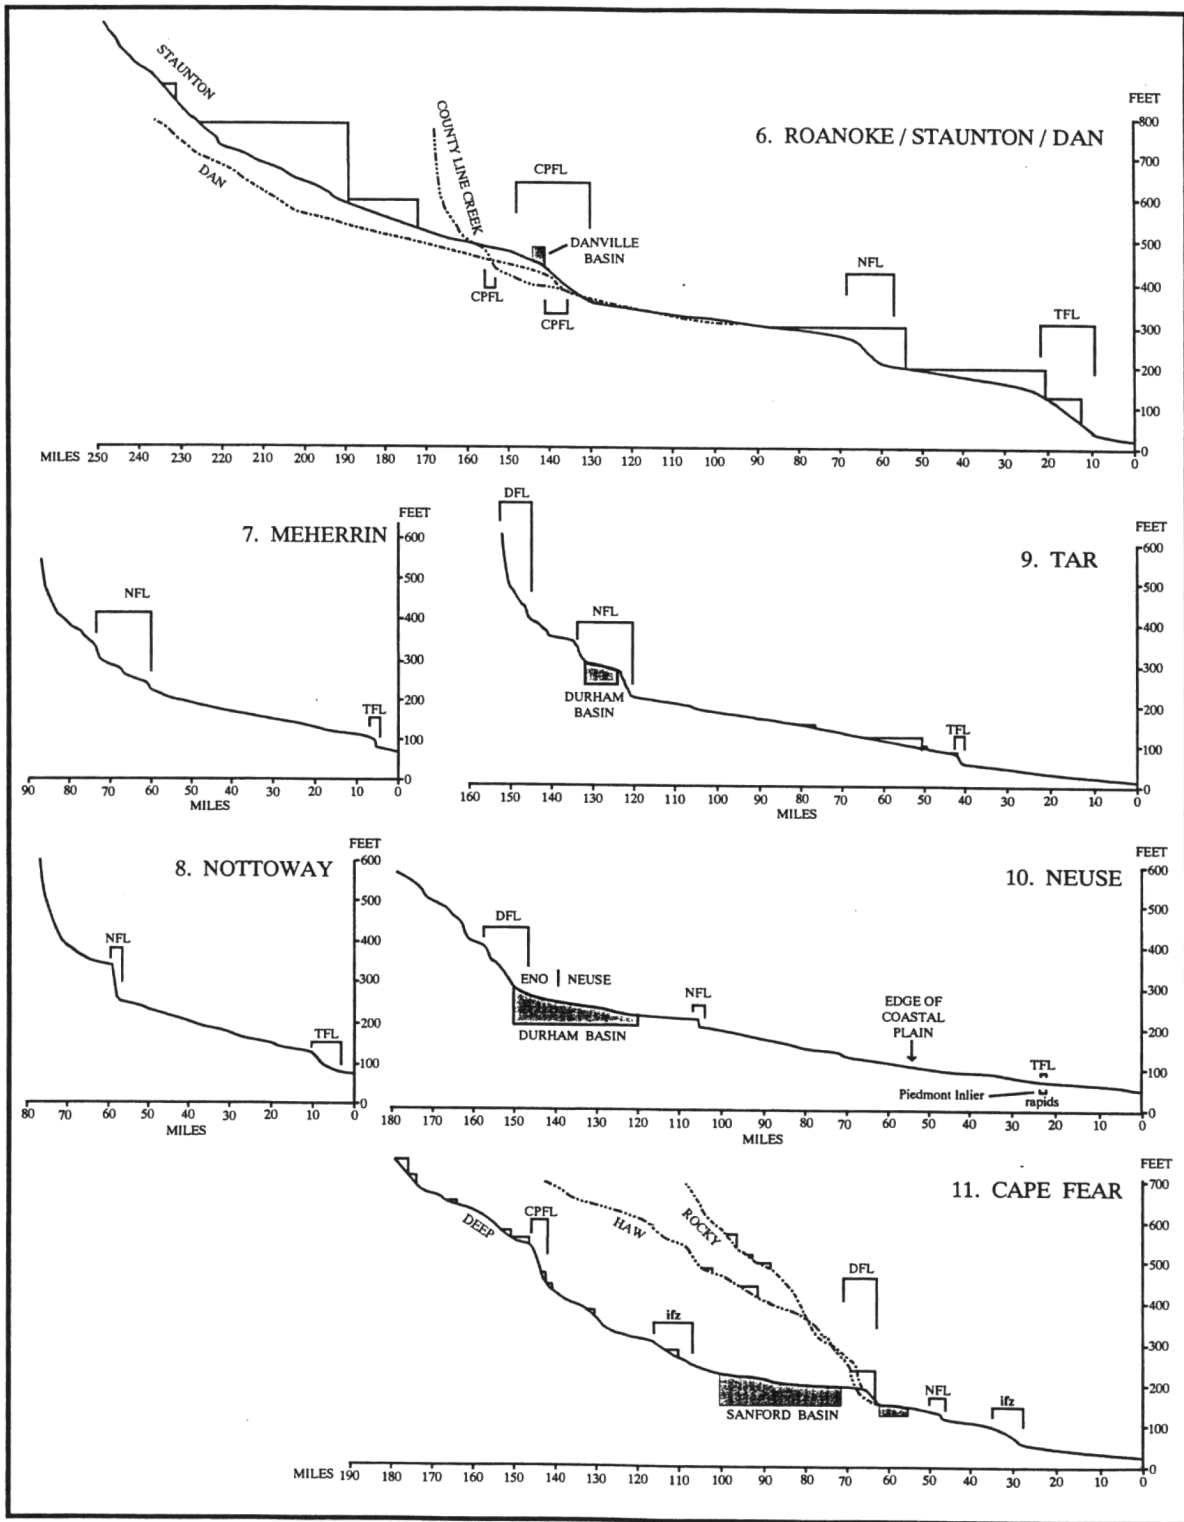 STAUNTON
FEET
6. ROANOKE / STAUNTON / DAN
800
700
600
500
400
300
200
100
0
DAN
COUNTY LINE CREEK
CPFL
DANVILLE
BASIN
CPFL
CPFL
NFL
TFL
MILES 250 230 220 210 200 190 180 170 160 150 140 130 120 100 90 80 60 40 20 10 0
7. MEHERRIN
FEET
600
500
400
300
200
100
0
NFL
TFL
90 80 70 60 50 40 30 20 10 0
MILES
DFL
9. TAR
FEET
600
500
400
300
200
100
0
NFL
DURHAM
BASIN
TFL
160 150 140 130 120 100 90 80 70 60 50 40 30 20 10 0
MILES
8. NOTTOWAY
FEET
600
500
400
300
200
100
0
NFL
TFL
80 70 60 50 40 30 20 10 0
MILES
10. NEUSE
FEET
600
500
400
300
200
100
0
DFL
ENO NEUSE
DURHAM BASIN
NFL
EDGE OF
COASTAL
PLAIN
TFL
Piedmont Inlier
rapids
180 170 160 150 140 130 120 100 90 80 70 60 50 40 30 20 10 0
MILES
11. CAPE FEAR
FEET
700
600
500
400
300
200
100
0
DEEP
CPFL
HAW
ROCKY
DFL
ifz
SANFORD BASIN
NFL
ifz
MILES 190 180 170 160 150 140 130 120 100 90 80 70 60 50 40 30 20 10 0